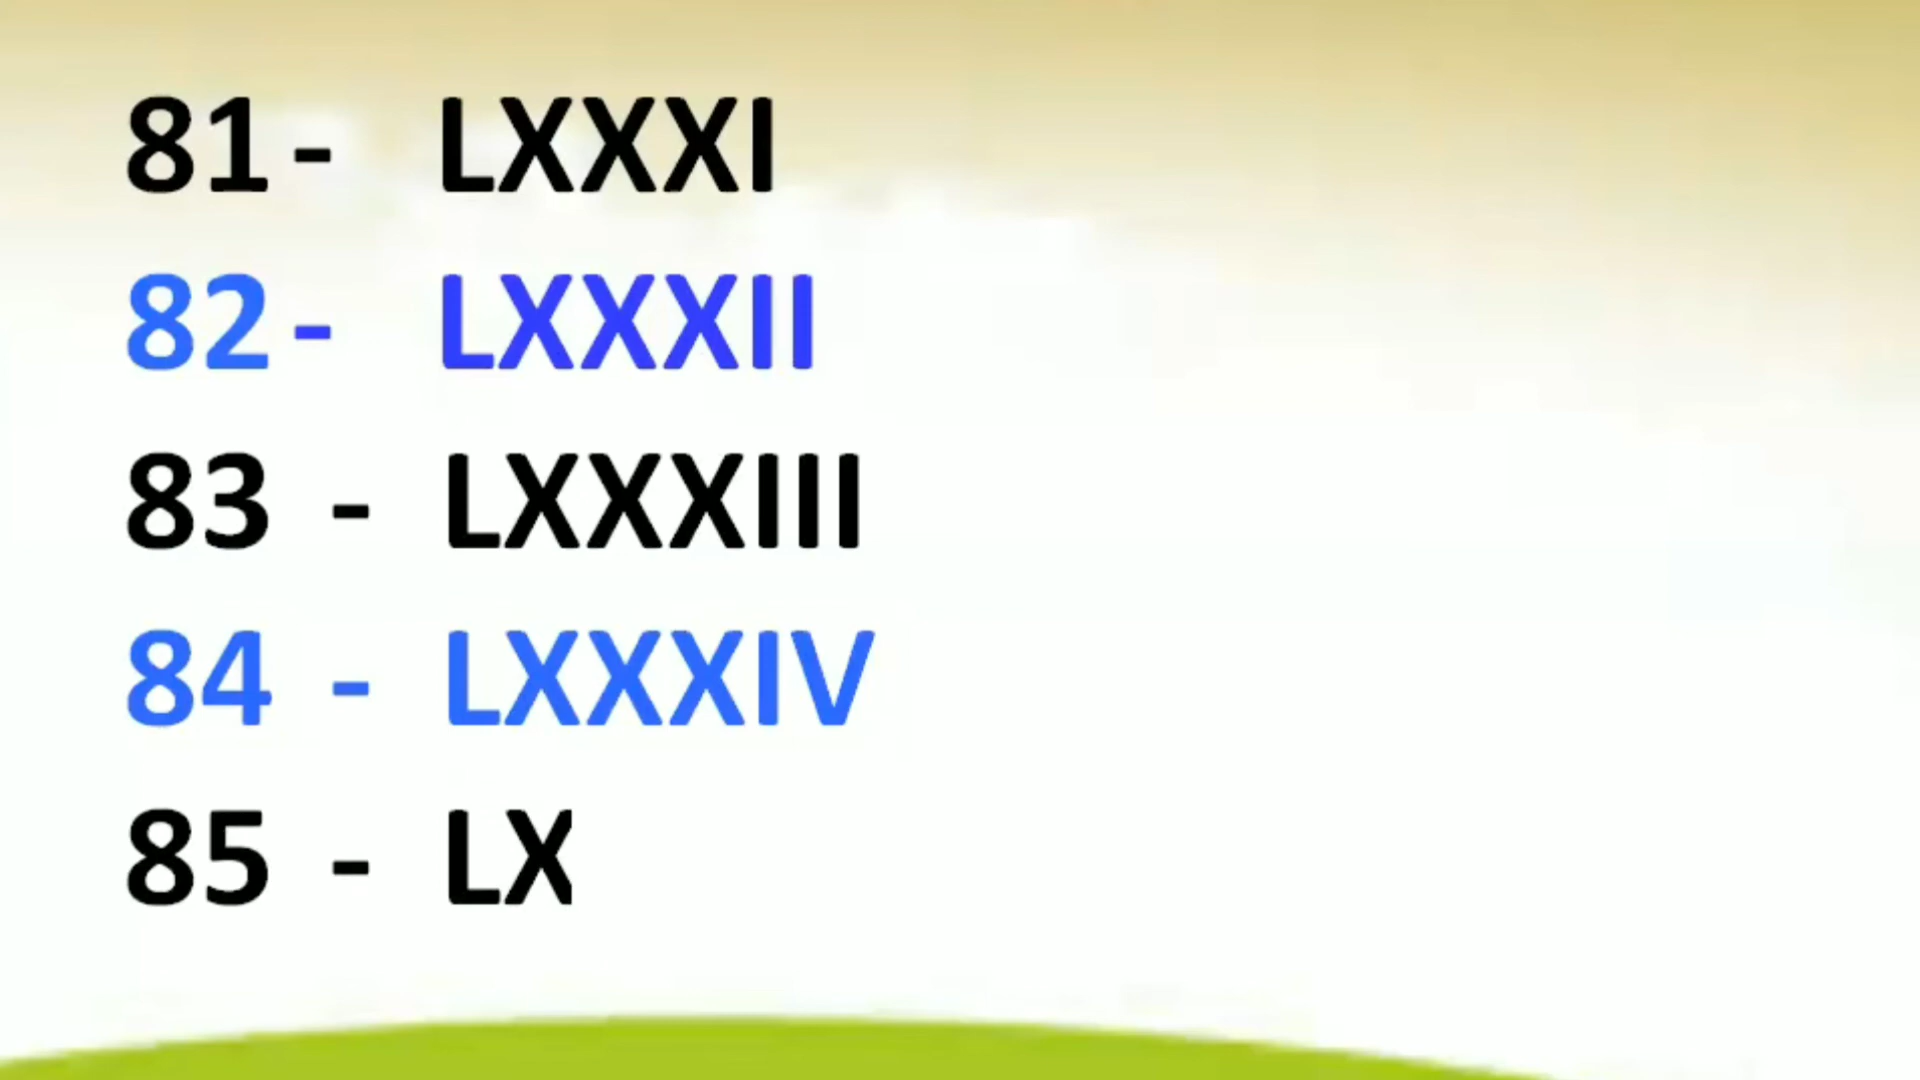 81- LXXXI
82- LXXXII
83 - LXXXIII
84 - LXXXIV
85 - LX